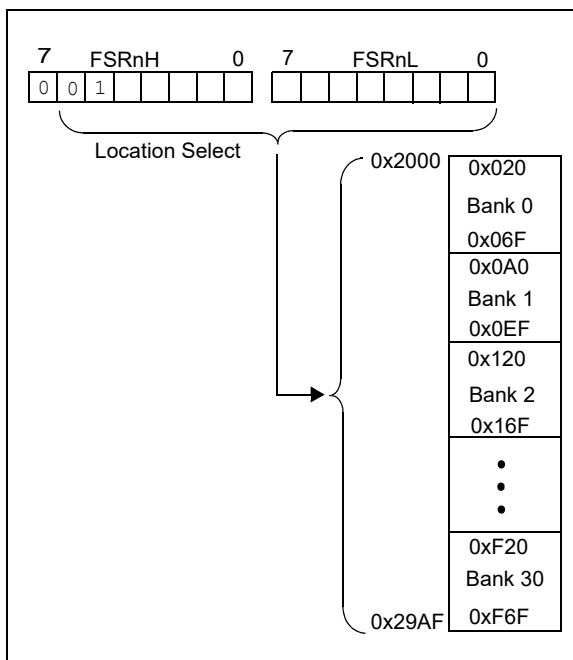 7 FSRnH 0 7 FSRnL 0
0 0 1
Location Select
0x2000
0x020
Bank 0
0x06F
0x0A0
Bank 1
0x0EF
0x120
Bank 2
0x16F
0xF20
Bank 30
0x29AF
0xF6F